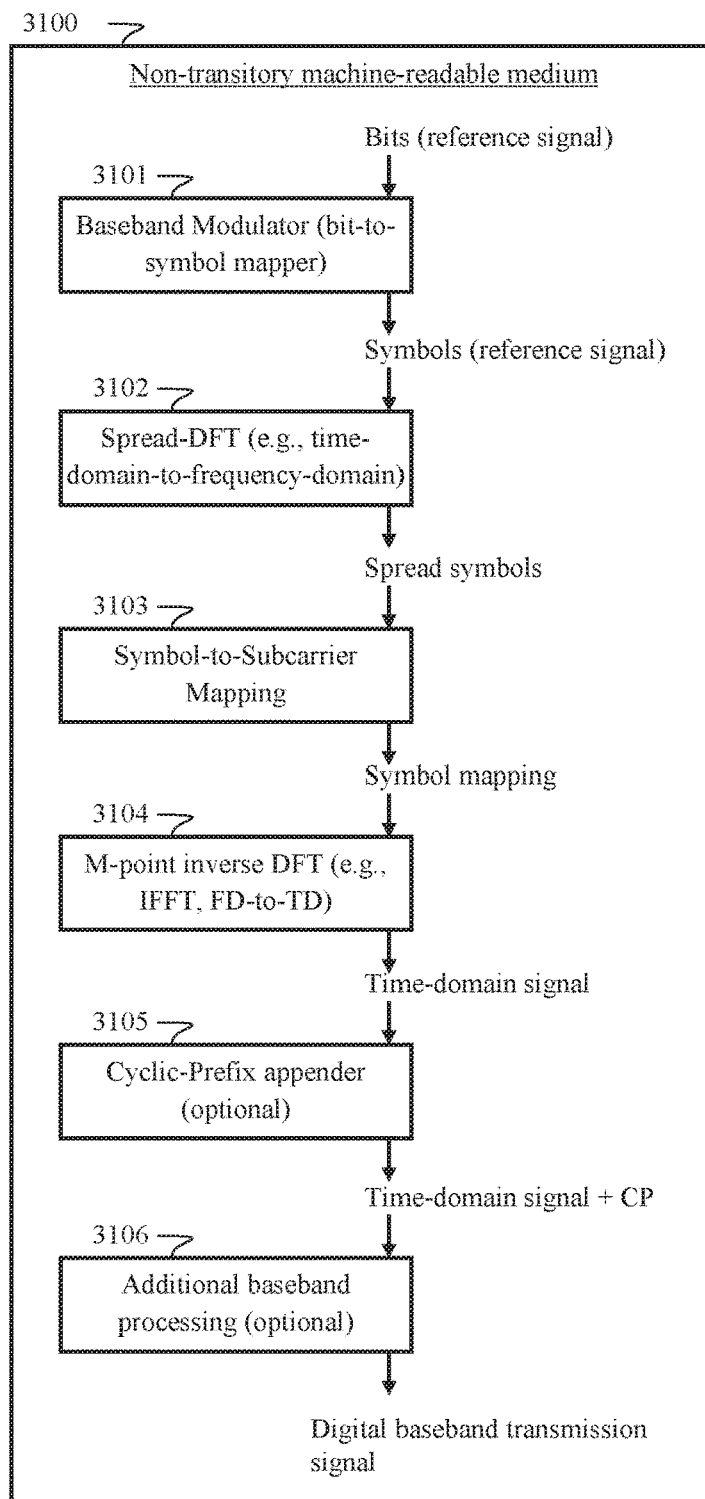 3100
Non-transitory machine-readable medium
Bits (reference signal)
3101
Baseband Modulator (bit-to-
symbol mapper)
Symbols (reference signal)
3102
Spread-DFT (e.g., time-
domain-to-frequency-domain)
Spread symbols
3103
Symbol-to-Subcarrier
Mapping
Symbol mapping
3104
M-point inverse DFT (e.g.,
IFFT, FD-to-TD)
Time-domain signal
3105
Cyclic-Prefix appender
(optional)
Time-domain signal + CP
3106
Additional baseband
processing (optional)
Digital baseband transmission
signal